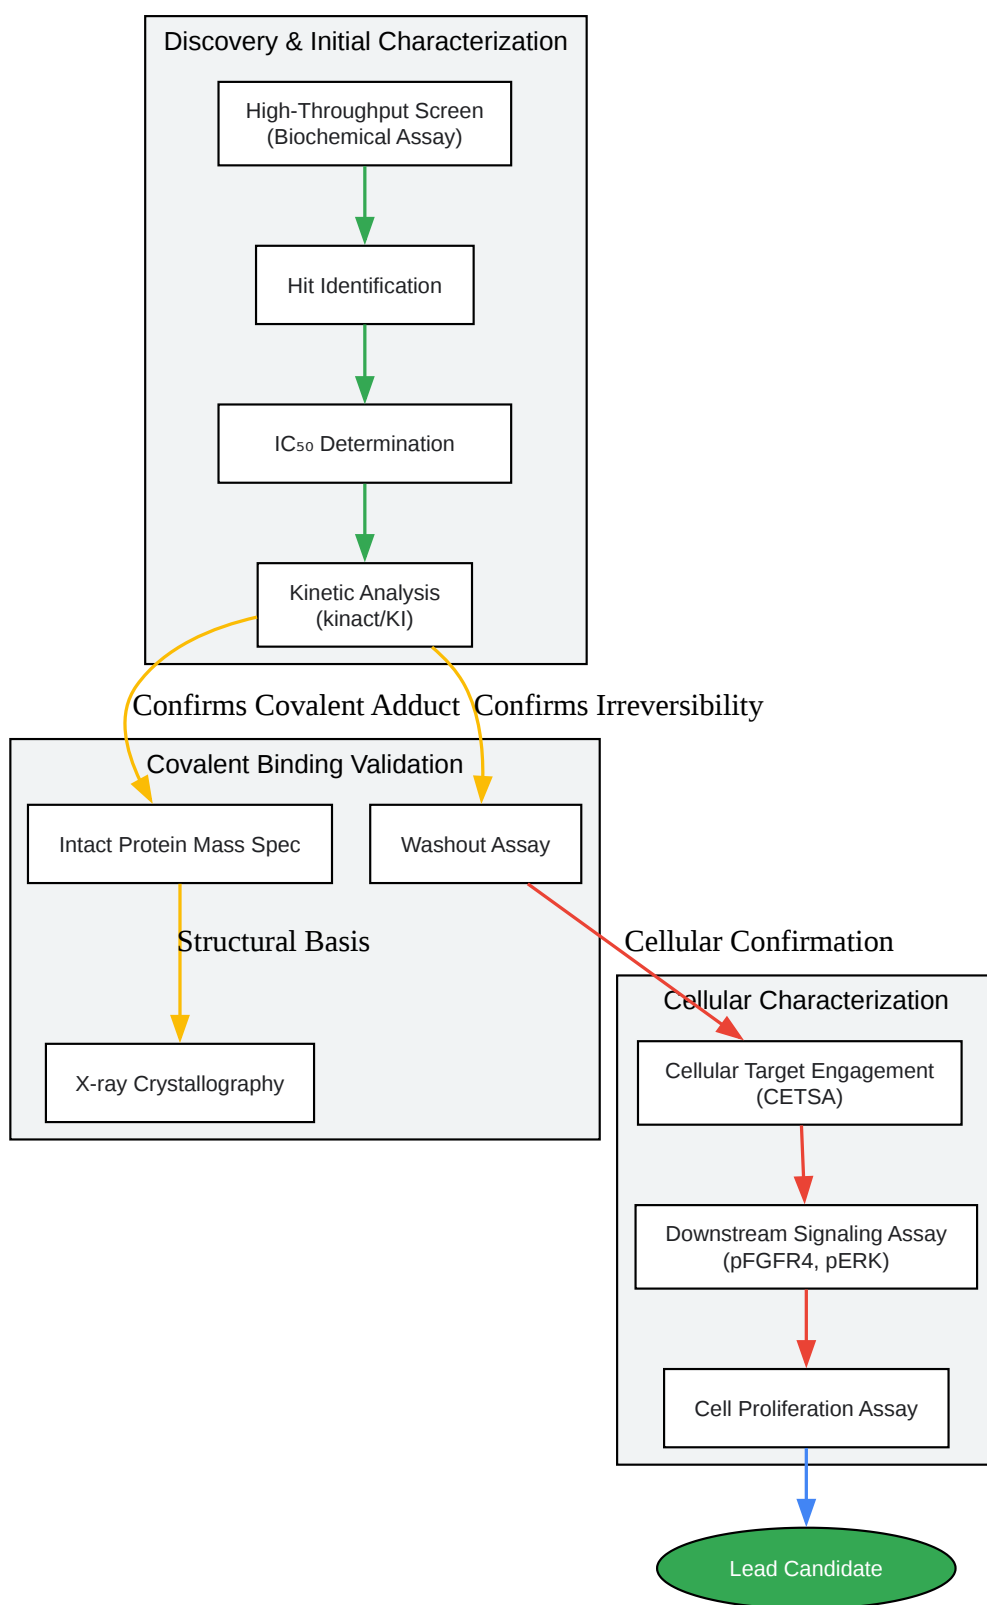 Discovery & Initial Characterization
High-Throughput Screen
(Biochemical Assay)
Hit Identification
IC₅₀ Determination
Kinetic Analysis
(kinact/KI)
Confirms Covalent Adduct
Confirms Irreversibility
Covalent Binding Validation
Intact Protein Mass Spec
Washout Assay
Structural Basis
Cellular Confirmation
Cellular Characterization
X-ray Crystallography
Cellular Target Engagement
(CETSA)
Downstream Signaling Assay
(pFGFR4, pERK)
Cell Proliferation Assay
Lead Candidate